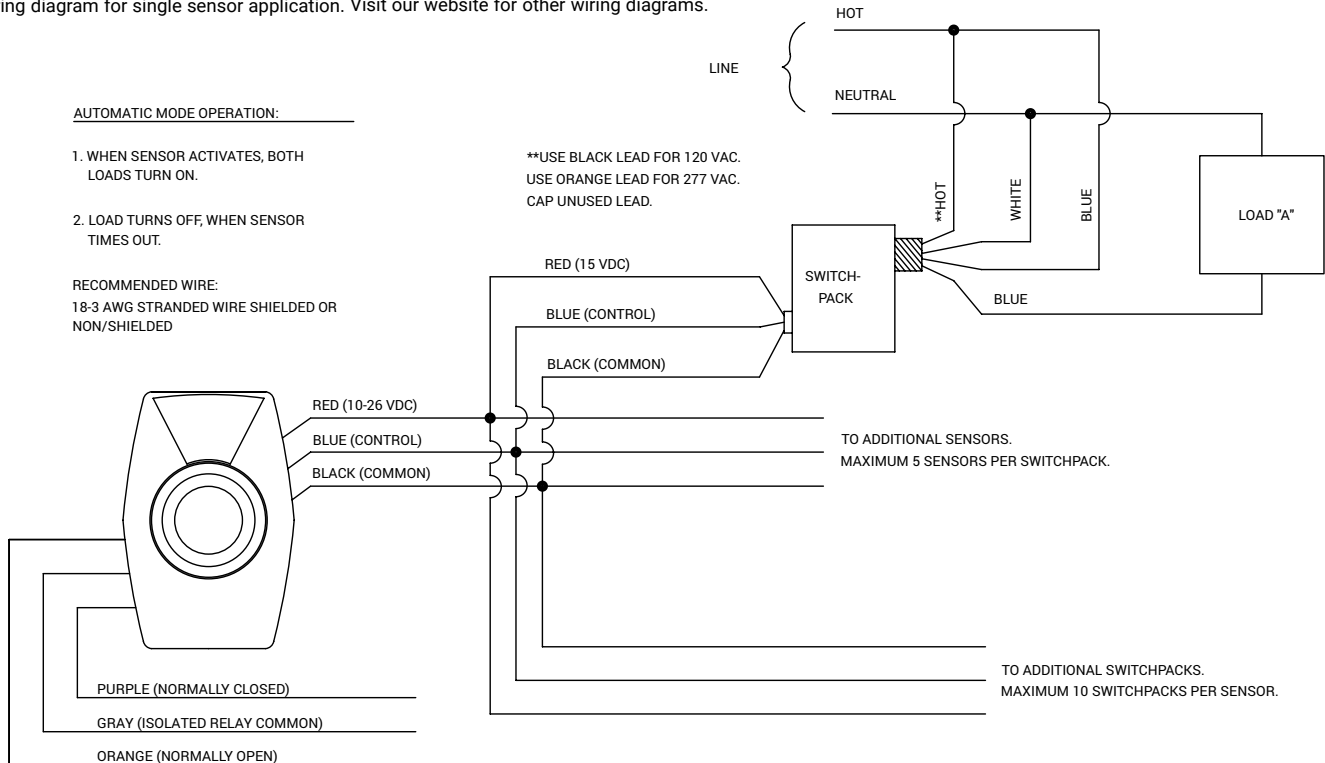 ring diagram for single sensor application. Visit our website for other wiring diagrams.
HOT
LINE
NEUTRAL
AUTOMATIC MODE OPERATION:
1. WHEN SENSOR ACTIVATES, BOTH
LOADS TURN ON.
2. LOAD TURNS OFF, WHEN SENSOR
TIMES OUT.
RECOMMENDED WIRE:
18-3 AWG STRANDED WIRE SHIELDED OR
NON/SHIELDED
**USE BLACK LEAD FOR 120 VAC.
USE ORANGE LEAD FOR 277 VAC.
CAP UNUSED LEAD.
**HOT
WHITE
BLUE
LOAD "A"
SWITCH-
PACK
BLUE
RED (15 VDC)
BLUE (CONTROL)
BLACK (COMMON)
RED (10-26 VDC)
BLUE (CONTROL)
BLACK (COMMON)
TO ADDITIONAL SENSORS.
MAXIMUM 5 SENSORS PER SWITCHPACK.
TO ADDITIONAL SWITCHPACKS.
MAXIMUM 10 SWITCHPACKS PER SENSOR.
PURPLE (NORMALLY CLOSED)
GRAY (ISOLATED RELAY COMMON)
ORANGE (NORMALLY OPEN)